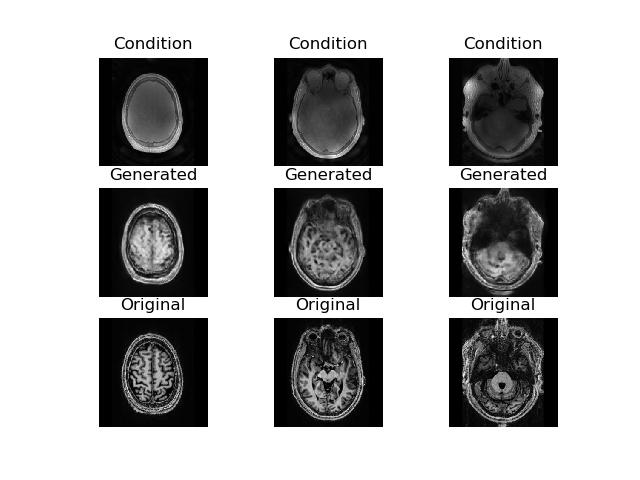 Condition Condition Condition
Generated Generated Generated
Original Original Original